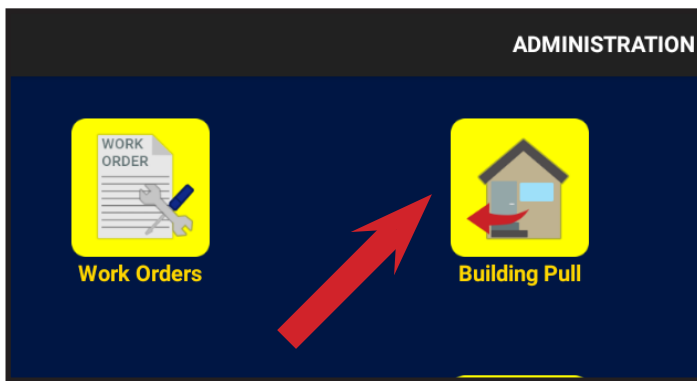 ADMINISTRATION
WORK
ORDER
Work Orders
Building Pull